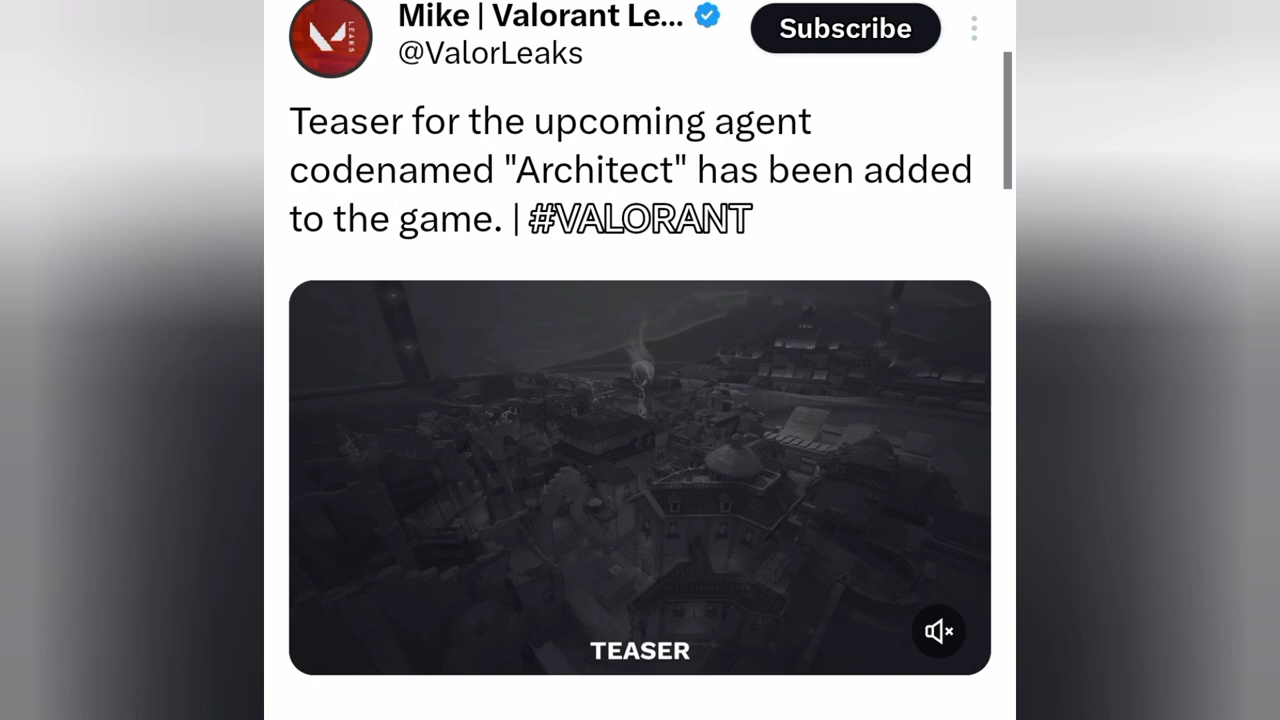 Mike | Valorant Le...
Subscribe
@ValorLeaks
LEAKS
Teaser for the upcoming agent
codenamed "Architect" has been added
to the game. | #VALORANT
TEASER